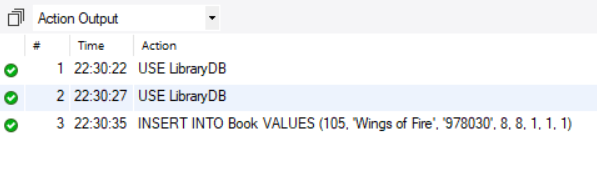 Action Output
# Time Action
1 22:30:22 USE LibraryDB
2 22:30:27 USE LibraryDB
3 22:30:35 INSERT INTO Book VALUES (105, 'Wings of Fire', '978030', 8, 8, 1, 1, 1)